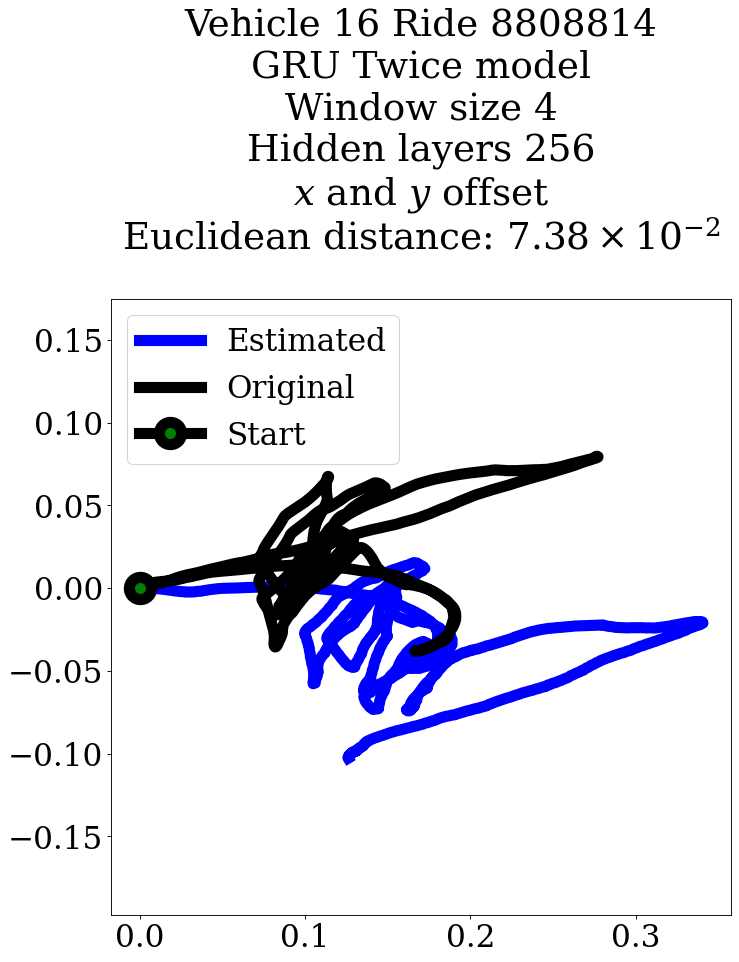 Vehicle 16 Ride 8808814
GRU Twice model
Window size 4
Hidden layers 256
x and y offset
Euclidean distance: 7.38 × 10⁻²
Estimated
Original
Start
0.15
0.10
0.05
0.00
−0.05
−0.10
−0.15
0.0 0.1 0.2 0.3